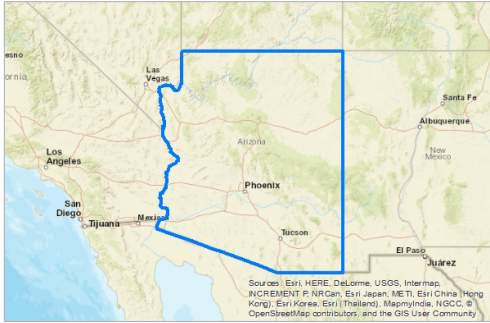 esno
Las
Vegas
ornia
Santa Fe
Albuquerque
Arizona
New
Mexico
Los
Angeles
Phoenix
San
Diego
Tijuana
Mexica
Tucson
El Paso
Juárez
Sources: Esri, HERE, DeLorme, USGS, Intermap,
INCREMENT P, NRCan, Esri Japan, METI, Esri China (Hong
Kong), Esri Korea, Esri (Thailand), MapmyIndia, NGCC, ©
OpenStreetMap contributors, and the GIS User Community